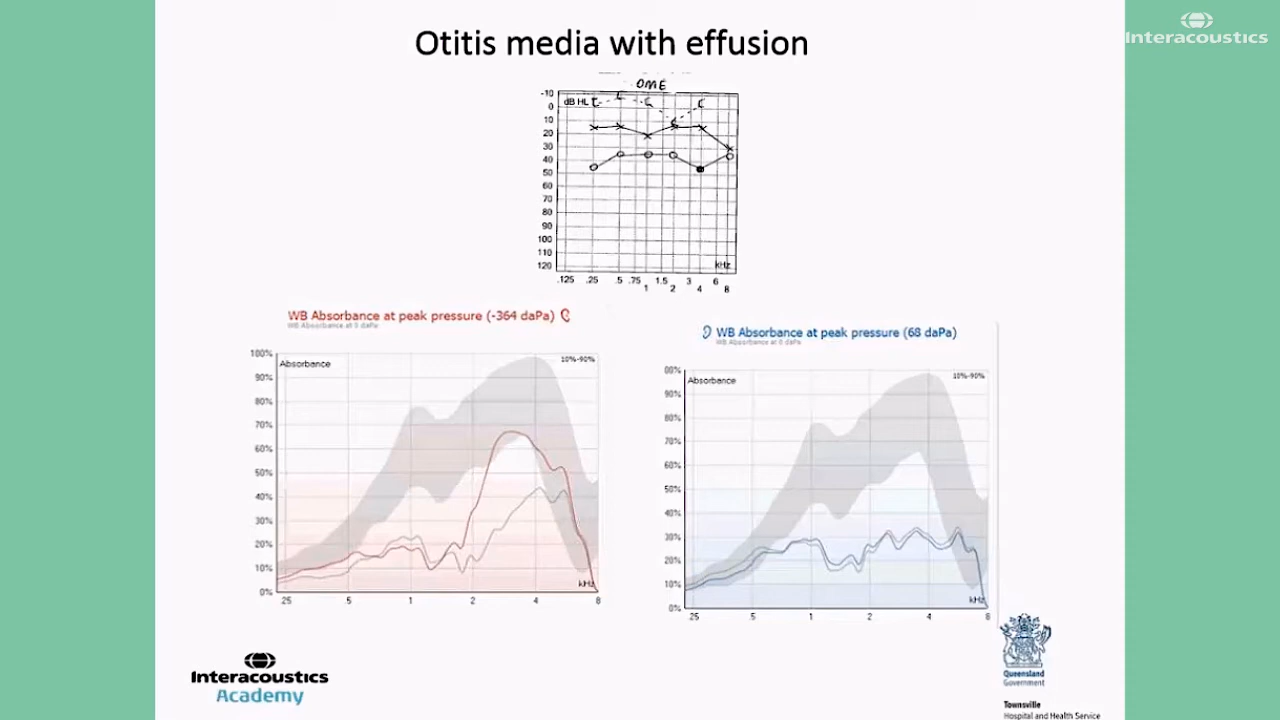 Interacoustics
Otitis media with effusion
OME
dB HL
-10
0
10
20
30
40
50
60
70
80
90
100
110
120
kHz
.125 .25 .5 .75 1 1.5 2 3 4 6 8
WB Absorbance at peak pressure (-364 daPa)
WB Absorbance at 0 daPa
Absorbance
10%-90%
100%
90%
80%
70%
60%
50%
40%
30%
20%
10%
0%
kHz
.25 .5 1 2 4 8
WB Absorbance at peak pressure (68 daPa)
WB Absorbance at 0 daPa
Absorbance
10%-90%
00%
90%
80%
70%
60%
50%
40%
30%
20%
10%
0%
kHz
.25 .5 1 2 4 8
Interacoustics
Academy
Queensland
Government
Townsville
Hospital and Health Service